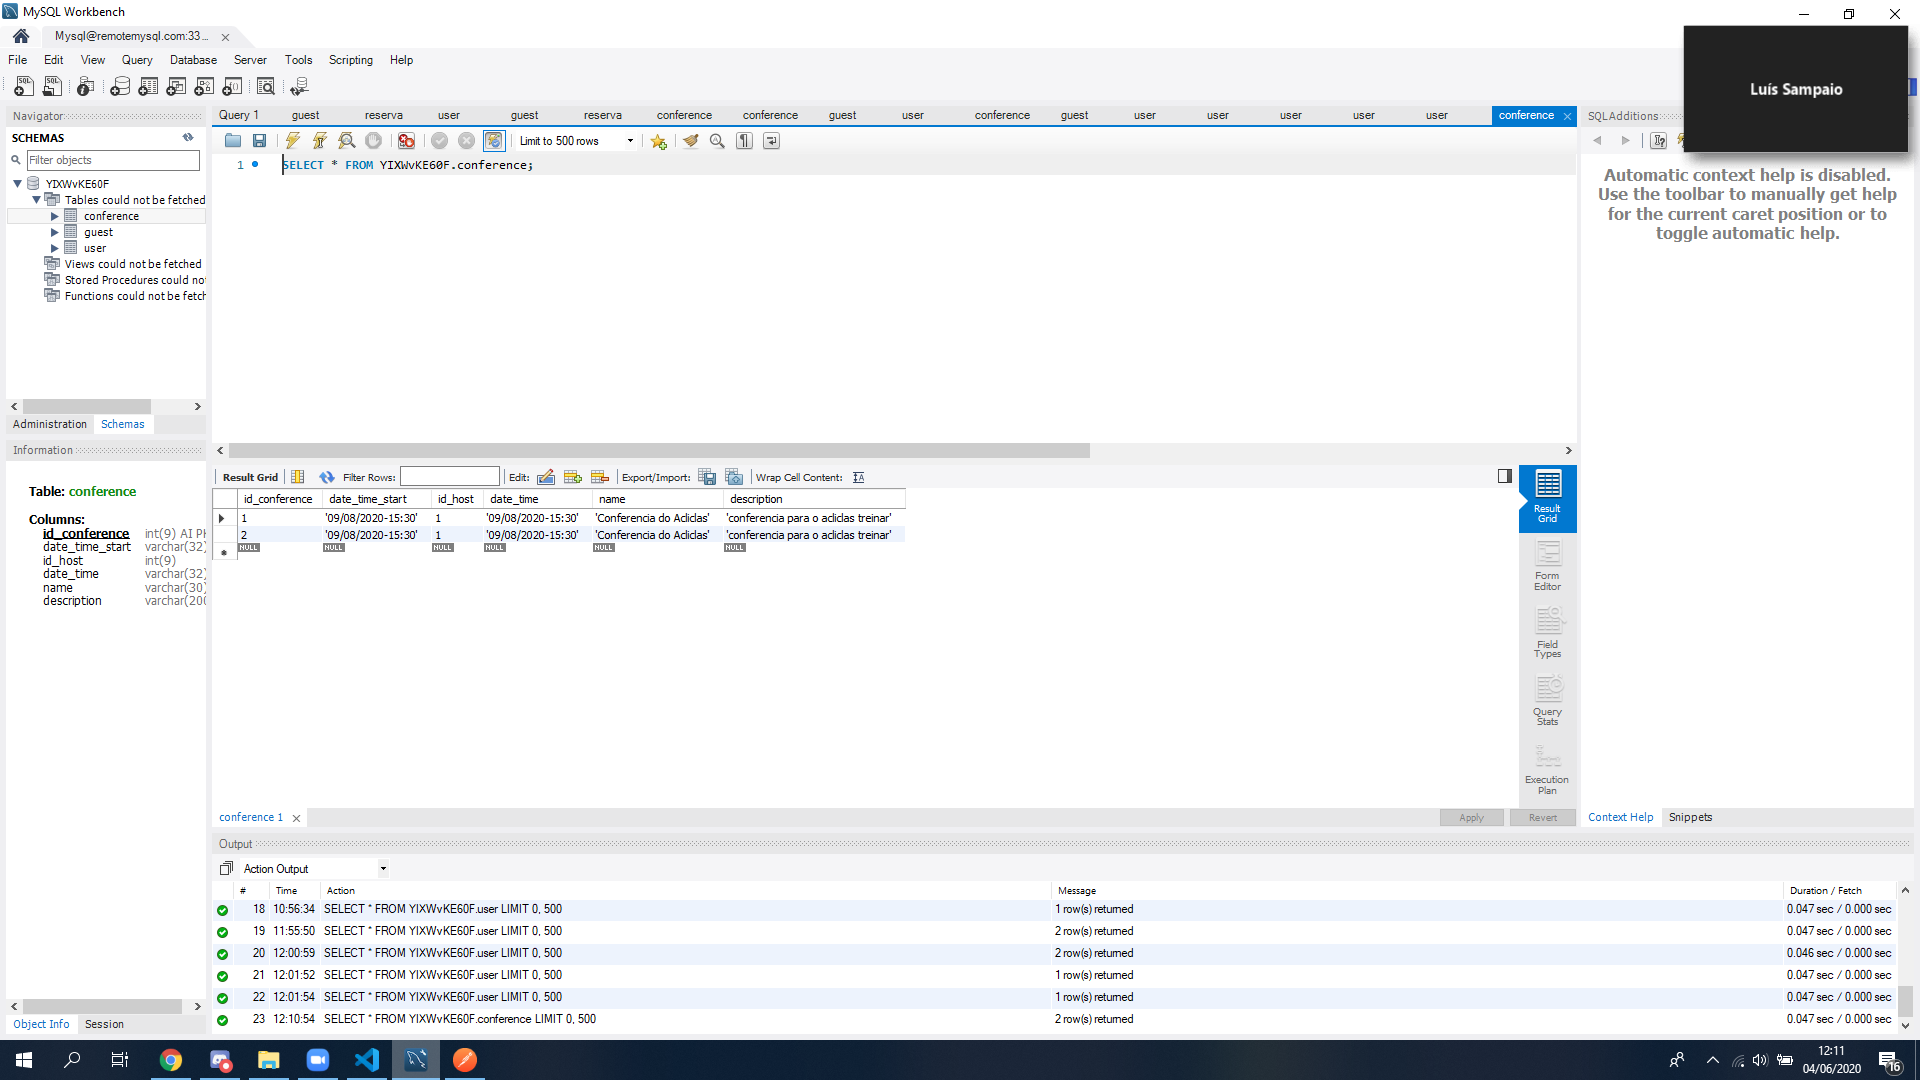 MySQL Workbench
Mysql@remotemysql.com:33...
File Edit View Query Database Server Tools Scripting Help
Luís Sampaio
Navigator
SCHEMAS
Filter objects
YIXWvKE60F
Tables could not be fetched
conference
guest
user
Views could not be fetched
Stored Procedures could no
Functions could not be fetch
Administration Schemas
Information
Table: conference
Columns:
id_conference int(9) AI P
date_time_start varchar(32)
id_host int(9)
date_time varchar(32)
name varchar(30)
description varchar(200
Object Info Session
Query 1 guest reserva user guest reserva conference conference guest user conference guest user user user user user conference
Limit to 500 rows
1 SELECT * FROM YIXWvKE60F.conference;
Result Grid Filter Rows: Edit: Export/Import: Wrap Cell Content:
id_conference date_time_start id_host date_time name description
1 '09/08/2020-15:30' 1 '09/08/2020-15:30' 'Conferencia do Adiclas' 'conferencia para o adiclas treinar'
2 '09/08/2020-15:30' 1 '09/08/2020-15:30' 'Conferencia do Adiclas' 'conferencia para o adiclas treinar'
NULL NULL NULL NULL NULL NULL
Result Grid
Form Editor
Field Types
Query Stats
Execution Plan
conference 1
Apply Revert
SQLAdditions
Automatic context help is disabled.
Use the toolbar to manually get help
for the current caret position or to
toggle automatic help.
Context Help Snippets
Output
Action Output
# Time Action Message Duration / Fetch
18 10:56:34 SELECT * FROM YIXWvKE60F.user LIMIT 0, 500 1 row(s) returned 0.047 sec / 0.000 sec
19 11:55:50 SELECT * FROM YIXWvKE60F.user LIMIT 0, 500 2 row(s) returned 0.047 sec / 0.000 sec
20 12:00:59 SELECT * FROM YIXWvKE60F.user LIMIT 0, 500 2 row(s) returned 0.046 sec / 0.000 sec
21 12:01:52 SELECT * FROM YIXWvKE60F.user LIMIT 0, 500 1 row(s) returned 0.047 sec / 0.000 sec
22 12:01:54 SELECT * FROM YIXWvKE60F.user LIMIT 0, 500 1 row(s) returned 0.047 sec / 0.000 sec
23 12:10:54 SELECT * FROM YIXWvKE60F.conference LIMIT 0, 500 2 row(s) returned 0.047 sec / 0.000 sec
12:11
04/06/2020
16